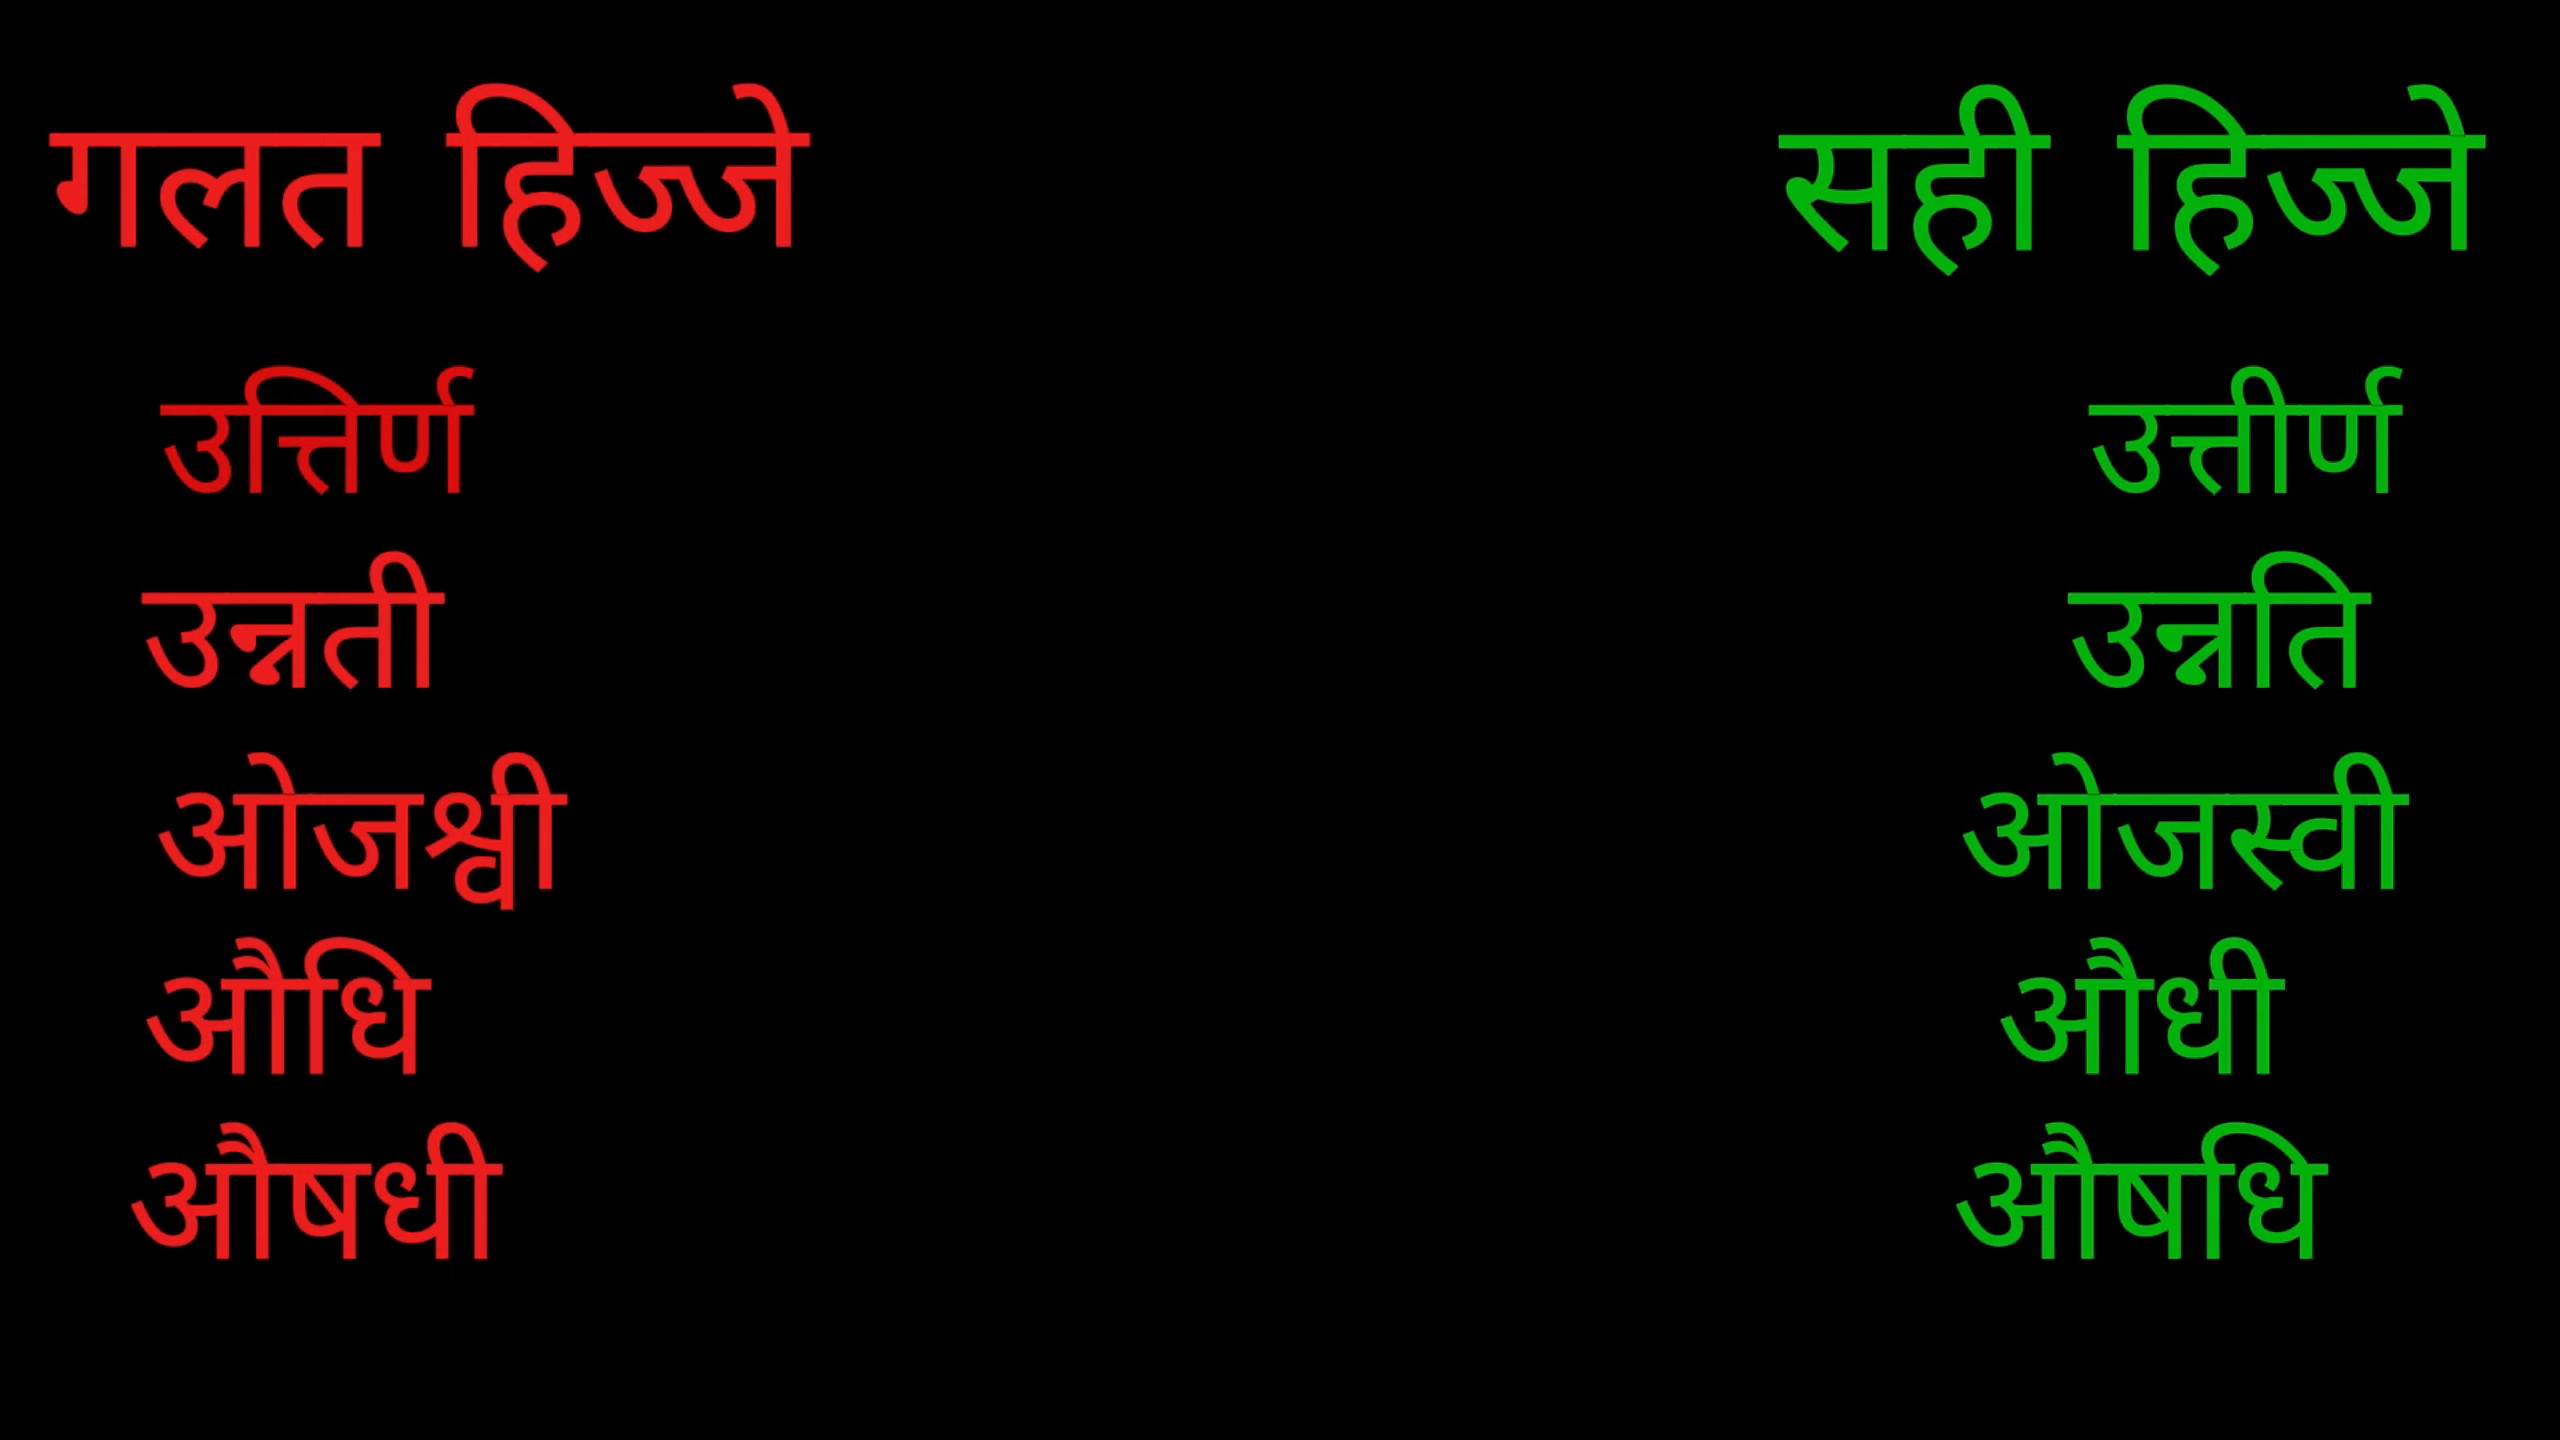 गलत हिज्जे सही हिज्जे
उत्तिर्ण उत्तीर्ण
उन्नती उन्नति
ओजश्वी ओजस्वी
औधि औधी
औषधी औषधि